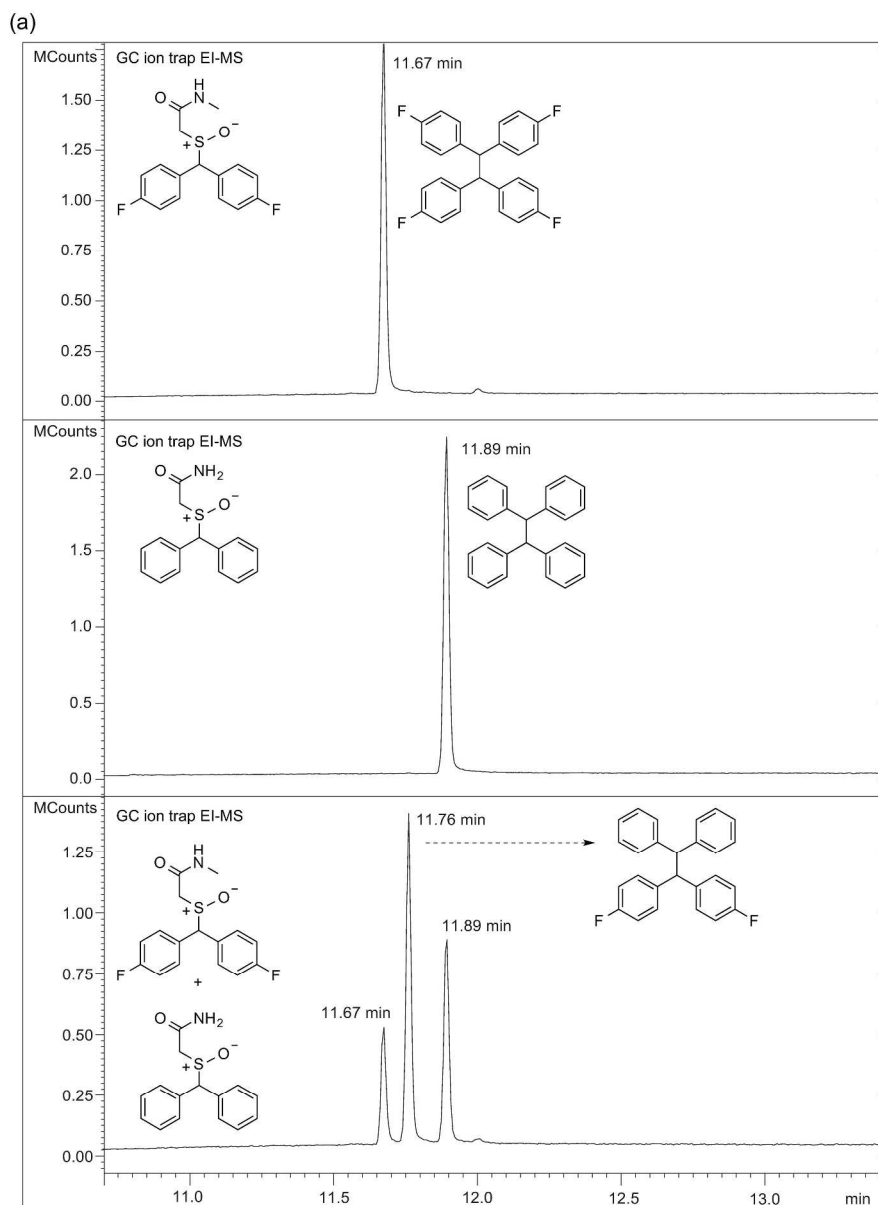 (a)
MCounts
GC ion trap EI-MS
11.67 min
H
N
O
O−
S
+
F
F
F
F
F
F
1.50
1.25
1.00
0.75
0.50
0.25
0.00
MCounts
GC ion trap EI-MS
11.89 min
O
NH2
O−
S
+
2.0
1.5
1.0
0.5
0.0
MCounts
GC ion trap EI-MS
11.76 min
H
N
O
O−
S
+
F
F
+
O
NH2
O−
S
+
11.89 min
11.67 min
F
F
1.25
1.00
0.75
0.50
0.25
0.00
11.0
11.5
12.0
12.5
13.0
min